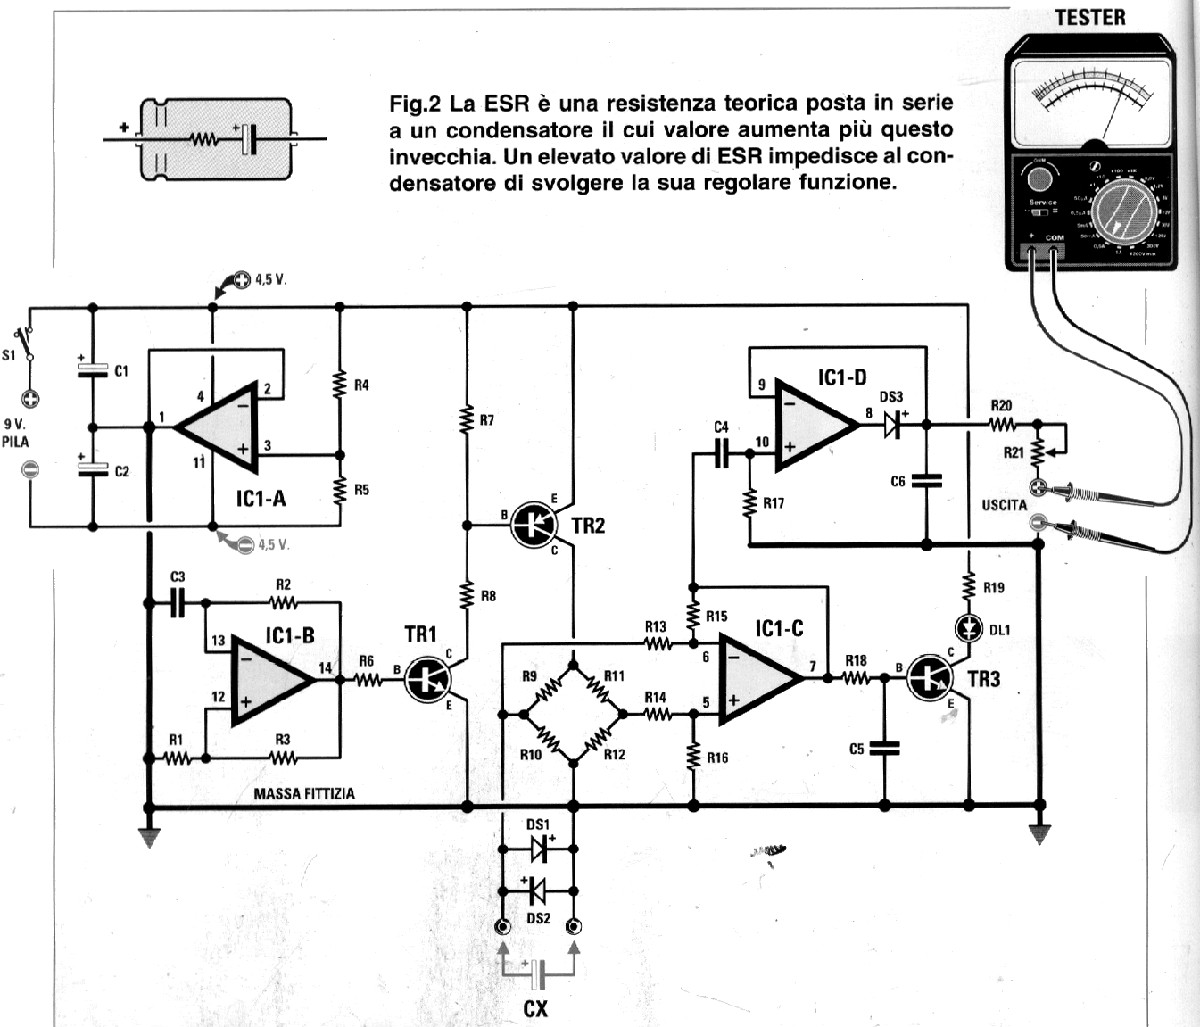 TESTER
Fig.2 La ESR è una resistenza teorica posta in serie
a un condensatore il cui valore aumenta più questo
invecchia. Un elevato valore di ESR impedisce al con-
densatore di svolgere la sua regolare funzione.
+
+
OHM
Service
+ COM
+ 4,5 V.
S1
+
9 V.
PILA
-
+ C1
+ C2
1
4
11
2
-
+
3
IC1-A
R4
R5
- 4,5 V.
R7
R8
B
E
C
TR2
C4
9
-
10
+
IC1-D
8
DS3
+
R17
C6
R20
R21
+
USCITA
-
C3
R2
IC1-B
13
-
12
+
14
R1
R3
R6
TR1
B
C
E
MASSA FITTIZIA
R9
R11
R10
R12
R13
R14
R15
R16
IC1-C
6
-
5
+
7
R18
C5
B
C
E
TR3
R19
DL1
DS1
+
+
DS2
+
CX